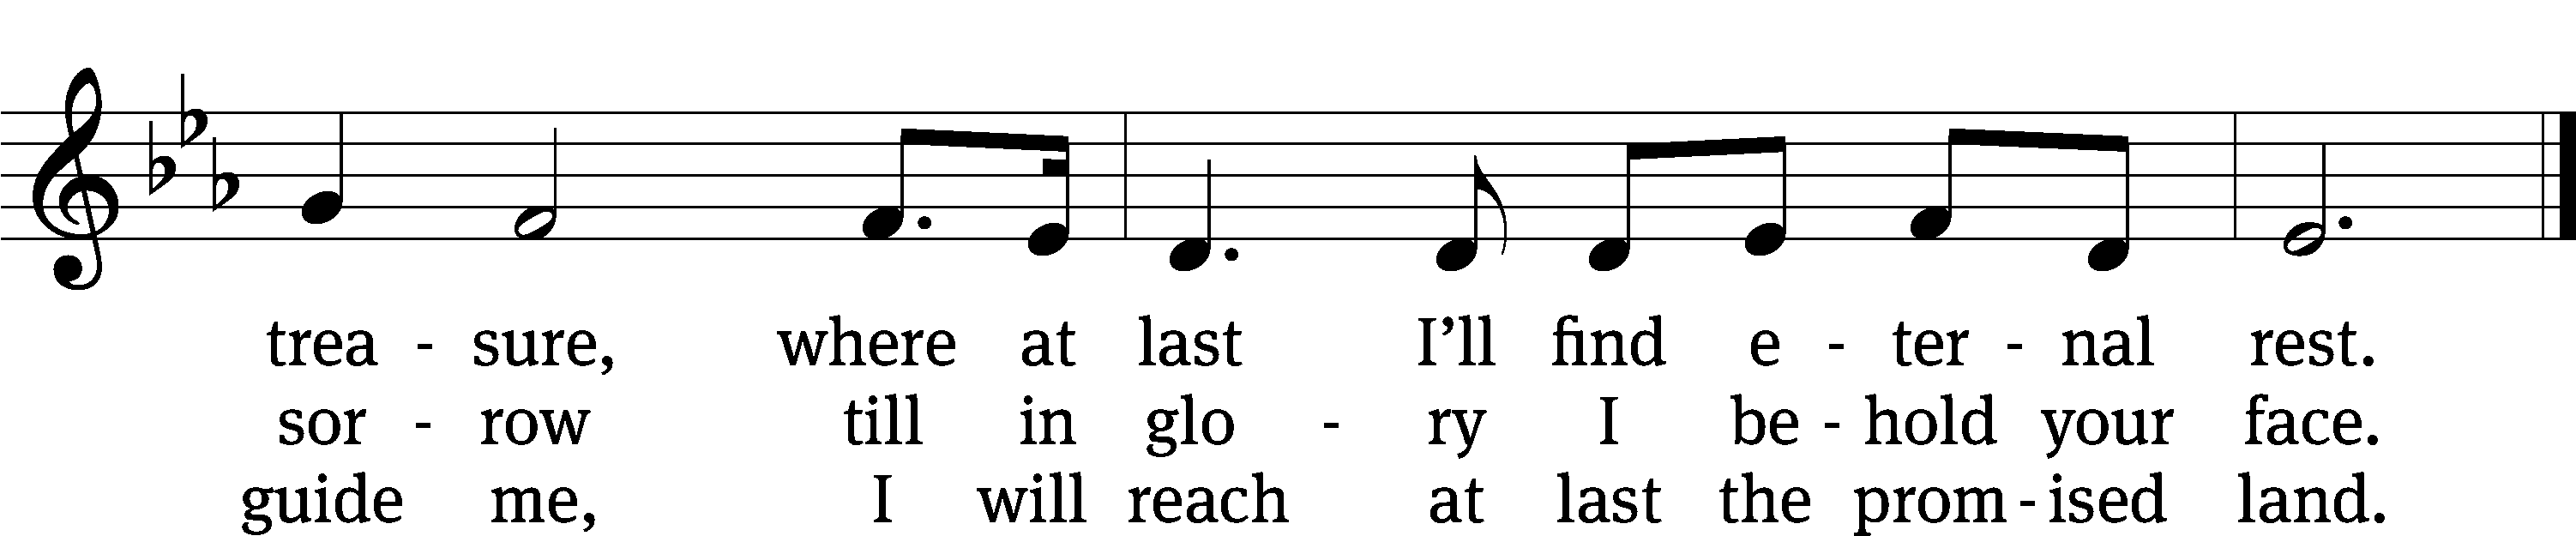 trea - sure, where at last I’ll find e - ter - nal rest.
sor - row till in glo - ry I be - hold your face.
guide me, I will reach at last the prom - ised land.